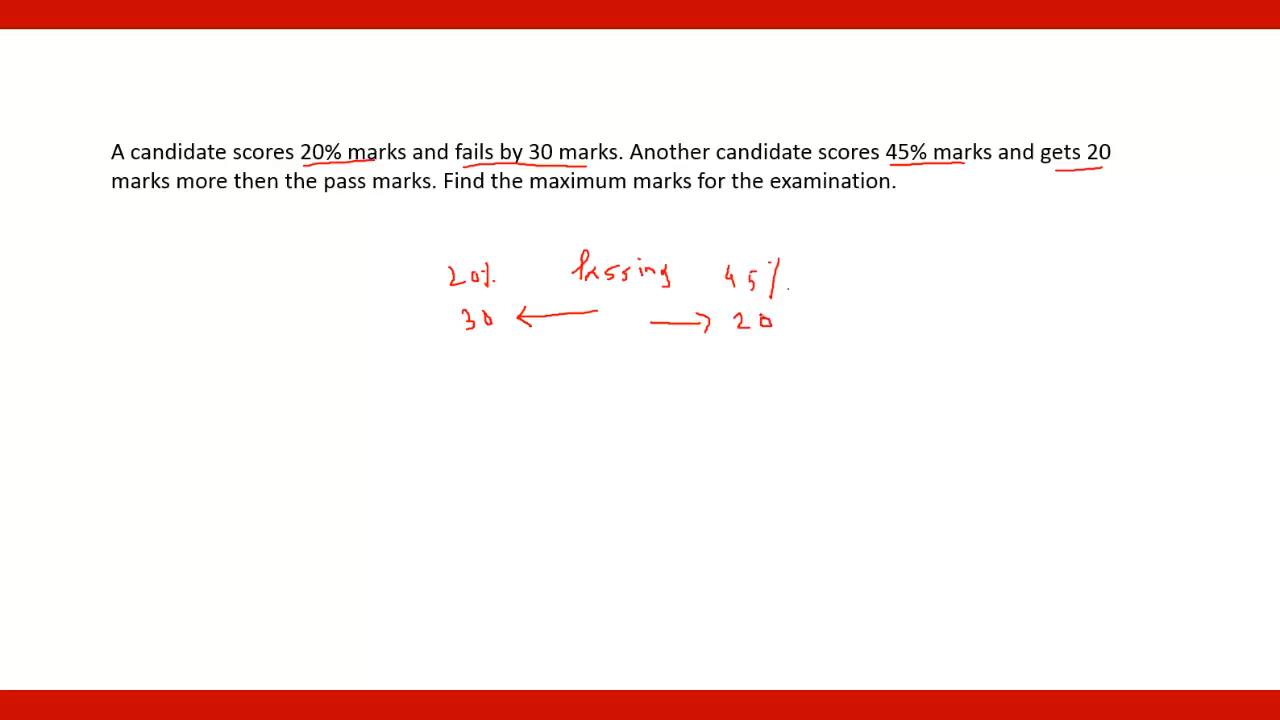 A candidate scores 20% marks and fails by 30 marks. Another candidate scores 45% marks and gets 20
marks more then the pass marks. Find the maximum marks for the examination.
20% Passing 45%
30 ← → 20